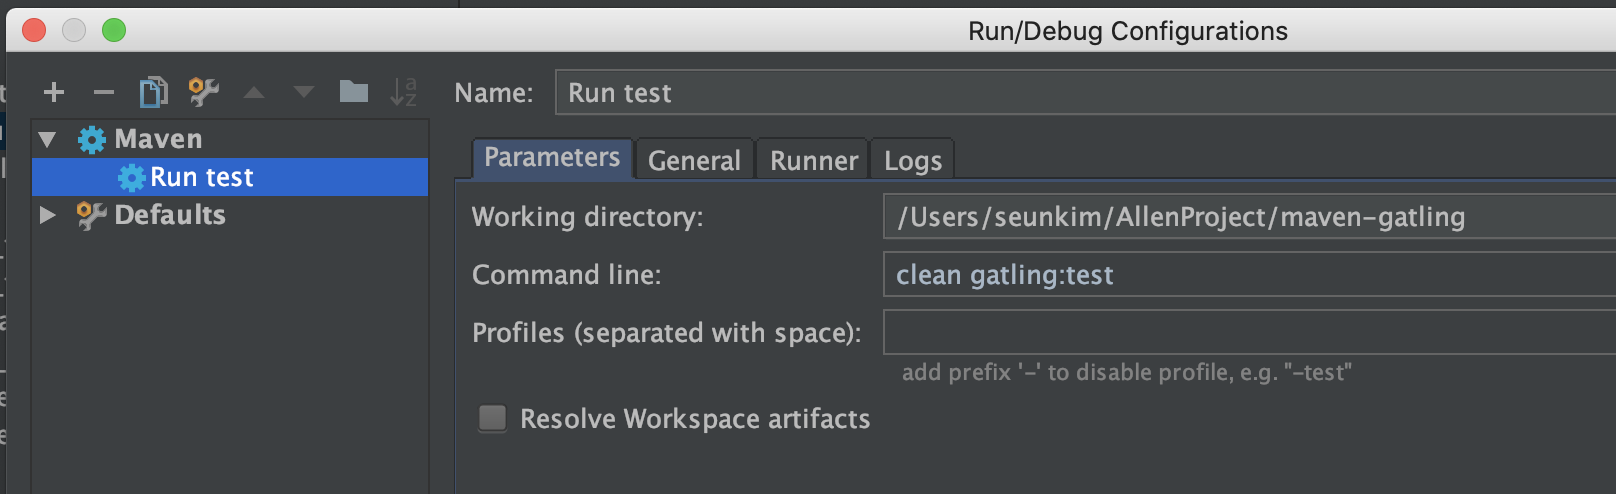 Run/Debug Configurations
Name: Run test
Maven
Run test
Defaults
Parameters General Runner Logs
Working directory: /Users/seunkim/AllenProject/maven-gatling
Command line: clean gatling:test
Profiles (separated with space):
add prefix '-' to disable profile, e.g. "-test"
Resolve Workspace artifacts